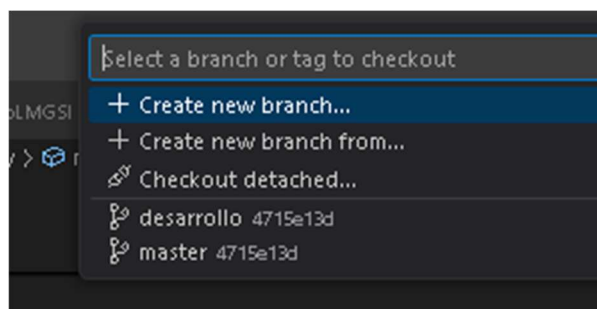 Select a branch or tag to checkout
Create new branch...
Create new branch from...
Checkout detached...
desarrollo 4715e13d
master 4715e13d